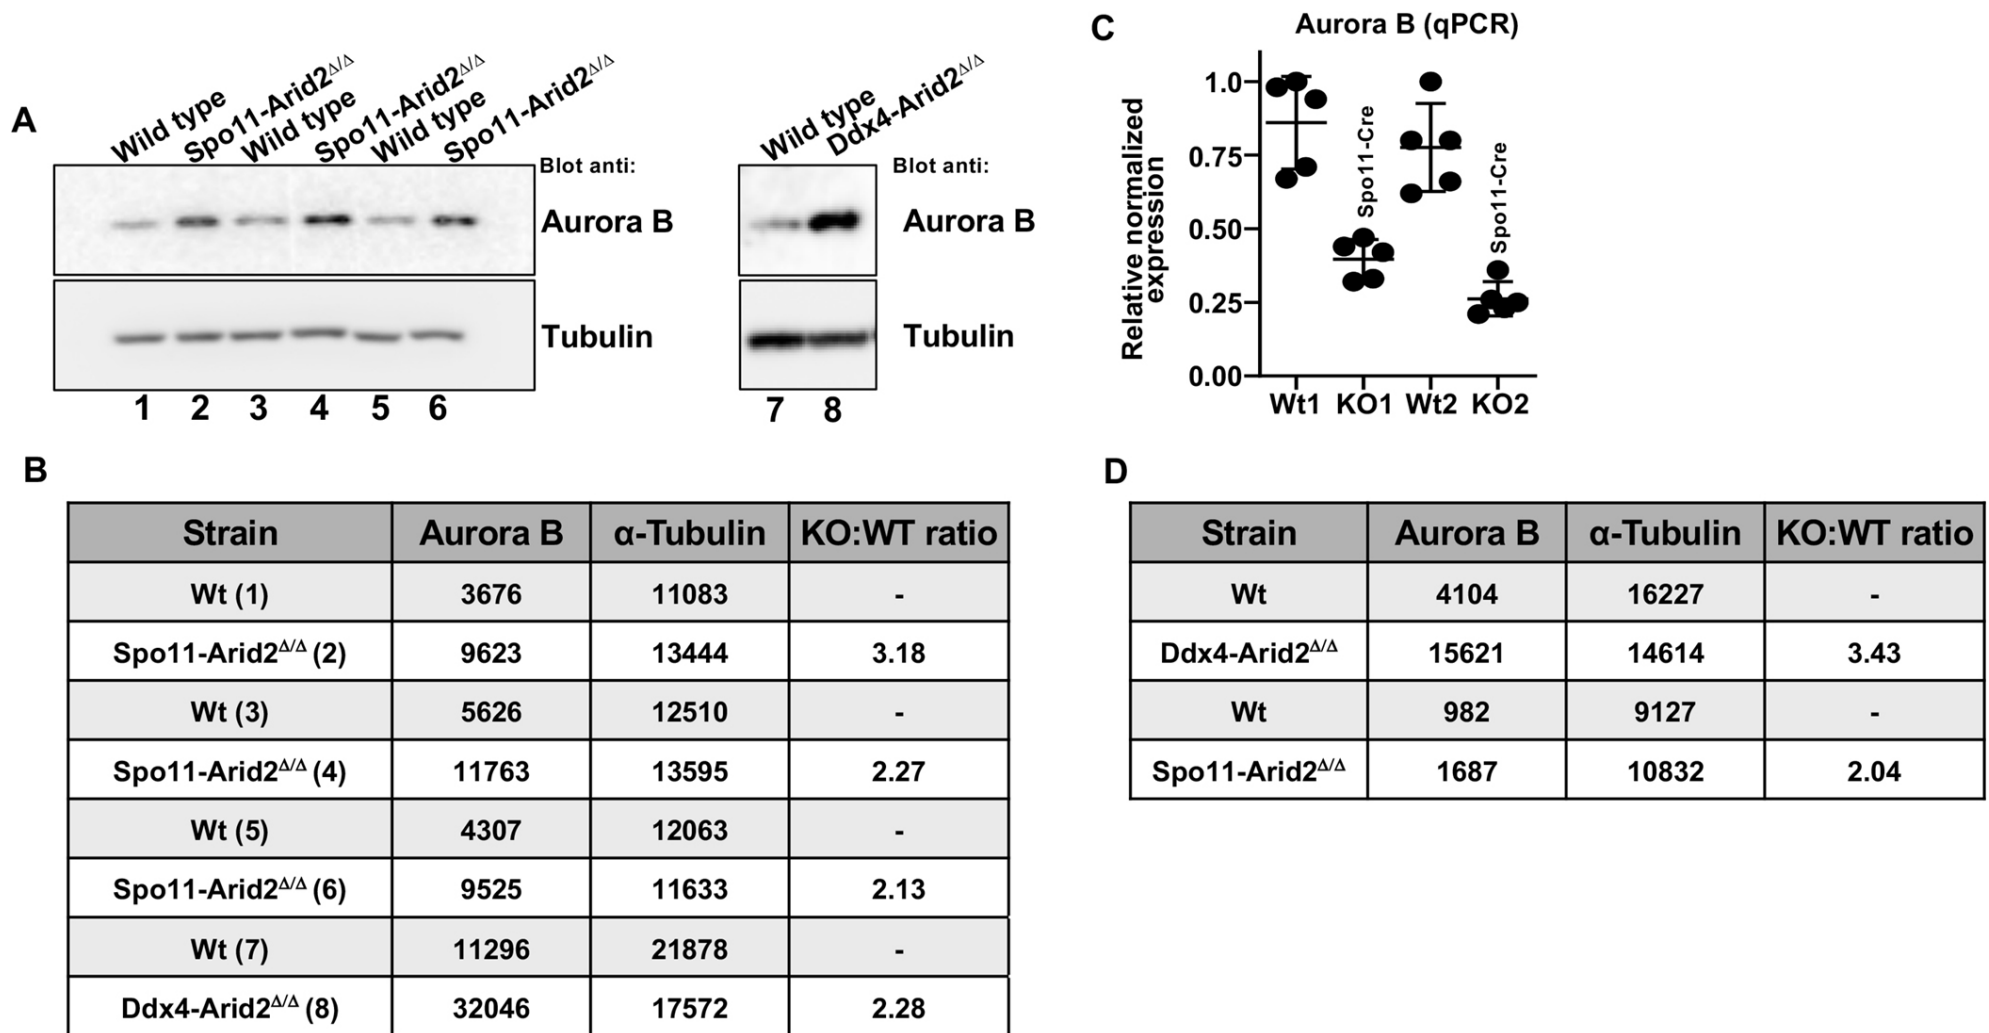 A
Wild type
Spo11-Arid2Δ/Δ
Wild type
Spo11-Arid2Δ/Δ
Wild type
Spo11-Arid2Δ/Δ
Blot anti:
Aurora B
Tubulin
1 2 3 4 5 6
Wild type
Ddx4-Arid2Δ/Δ
Blot anti:
Aurora B
Tubulin
7 8
C
Aurora B (qPCR)
Relative normalized
expression
1.0
0.75
0.50
0.25
0.00
Spo11-Cre
Spo11-Cre
Wt1 KO1 Wt2 KO2
B
Strain Aurora B α-Tubulin KO:WT ratio
Wt (1) 3676 11083 -
Spo11-Arid2Δ/Δ (2) 9623 13444 3.18
Wt (3) 5626 12510 -
Spo11-Arid2Δ/Δ (4) 11763 13595 2.27
Wt (5) 4307 12063 -
Spo11-Arid2Δ/Δ (6) 9525 11633 2.13
Wt (7) 11296 21878 -
Ddx4-Arid2Δ/Δ (8) 32046 17572 2.28
D
Strain Aurora B α-Tubulin KO:WT ratio
Wt 4104 16227 -
Ddx4-Arid2Δ/Δ 15621 14614 3.43
Wt 982 9127 -
Spo11-Arid2Δ/Δ 1687 10832 2.04